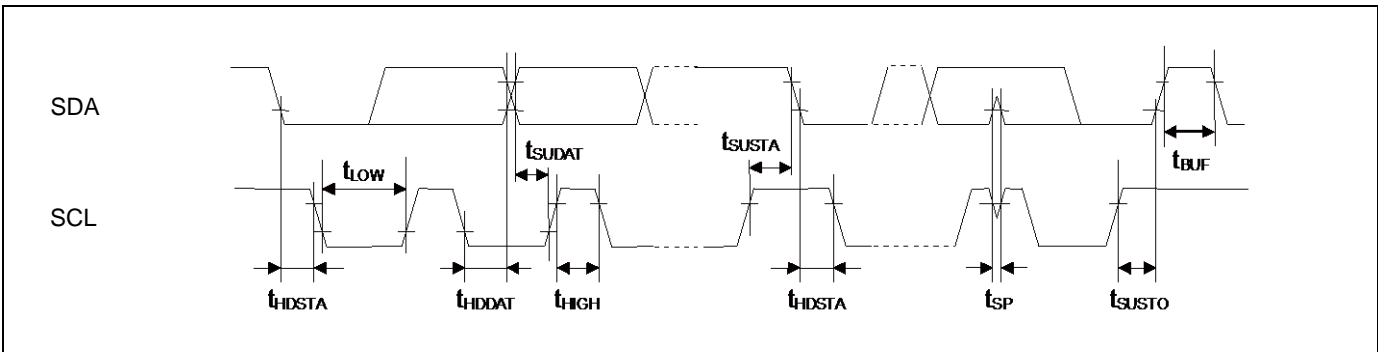 SDA
tSUDAT
tSUSTA
tBUF
tLOW
SCL
tHDSTA
tHDDAT
tHIGH
tHDSTA
tSP
tSUSTO